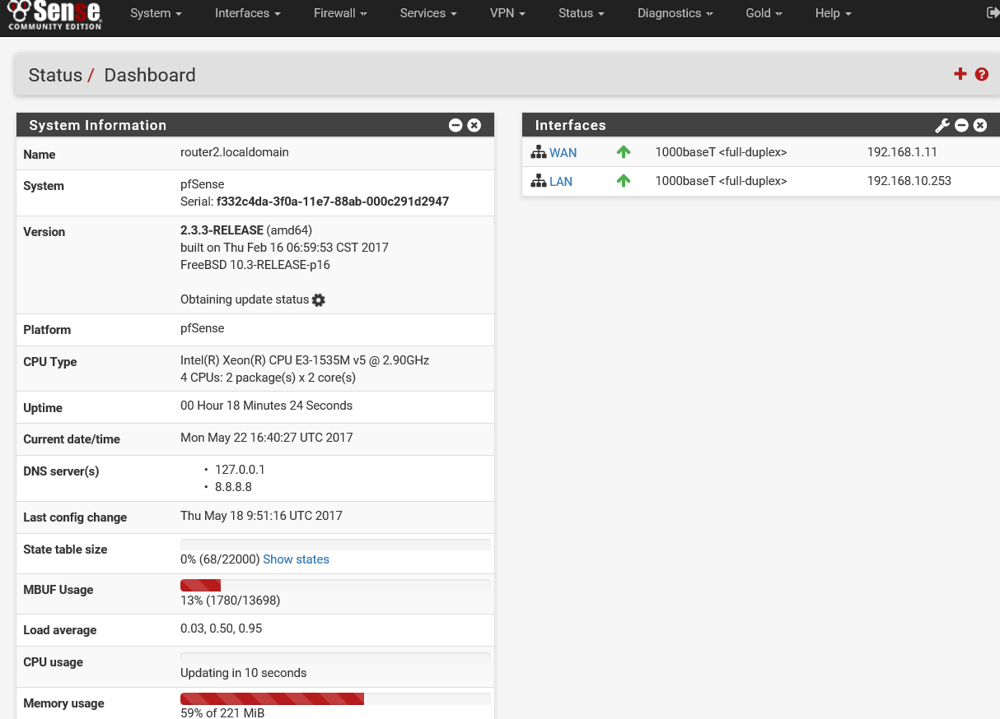 Sense
COMMUNITY EDITION
System Interfaces Firewall Services VPN Status Diagnostics Gold Help
Status / Dashboard
System Information
Name router2.localdomain
System pfSense
Serial: f332c4da-3f0a-11e7-88ab-000c291d2947
Version 2.3.3-RELEASE (amd64)
built on Thu Feb 16 06:59:53 CST 2017
FreeBSD 10.3-RELEASE-p16
Obtaining update status
Platform pfSense
CPU Type Intel(R) Xeon(R) CPU E3-1535M v5 @ 2.90GHz
4 CPUs: 2 package(s) x 2 core(s)
Uptime 00 Hour 18 Minutes 24 Seconds
Current date/time Mon May 22 16:40:27 UTC 2017
DNS server(s) • 127.0.0.1
• 8.8.8.8
Last config change Thu May 18 9:51:16 UTC 2017
State table size
0% (68/22000) Show states
MBUF Usage
13% (1780/13698)
Load average 0.03, 0.50, 0.95
CPU usage
Updating in 10 seconds
Memory usage
59% of 221 MiB
Interfaces
WAN 1000baseT <full-duplex> 192.168.1.11
LAN 1000baseT <full-duplex> 192.168.10.253